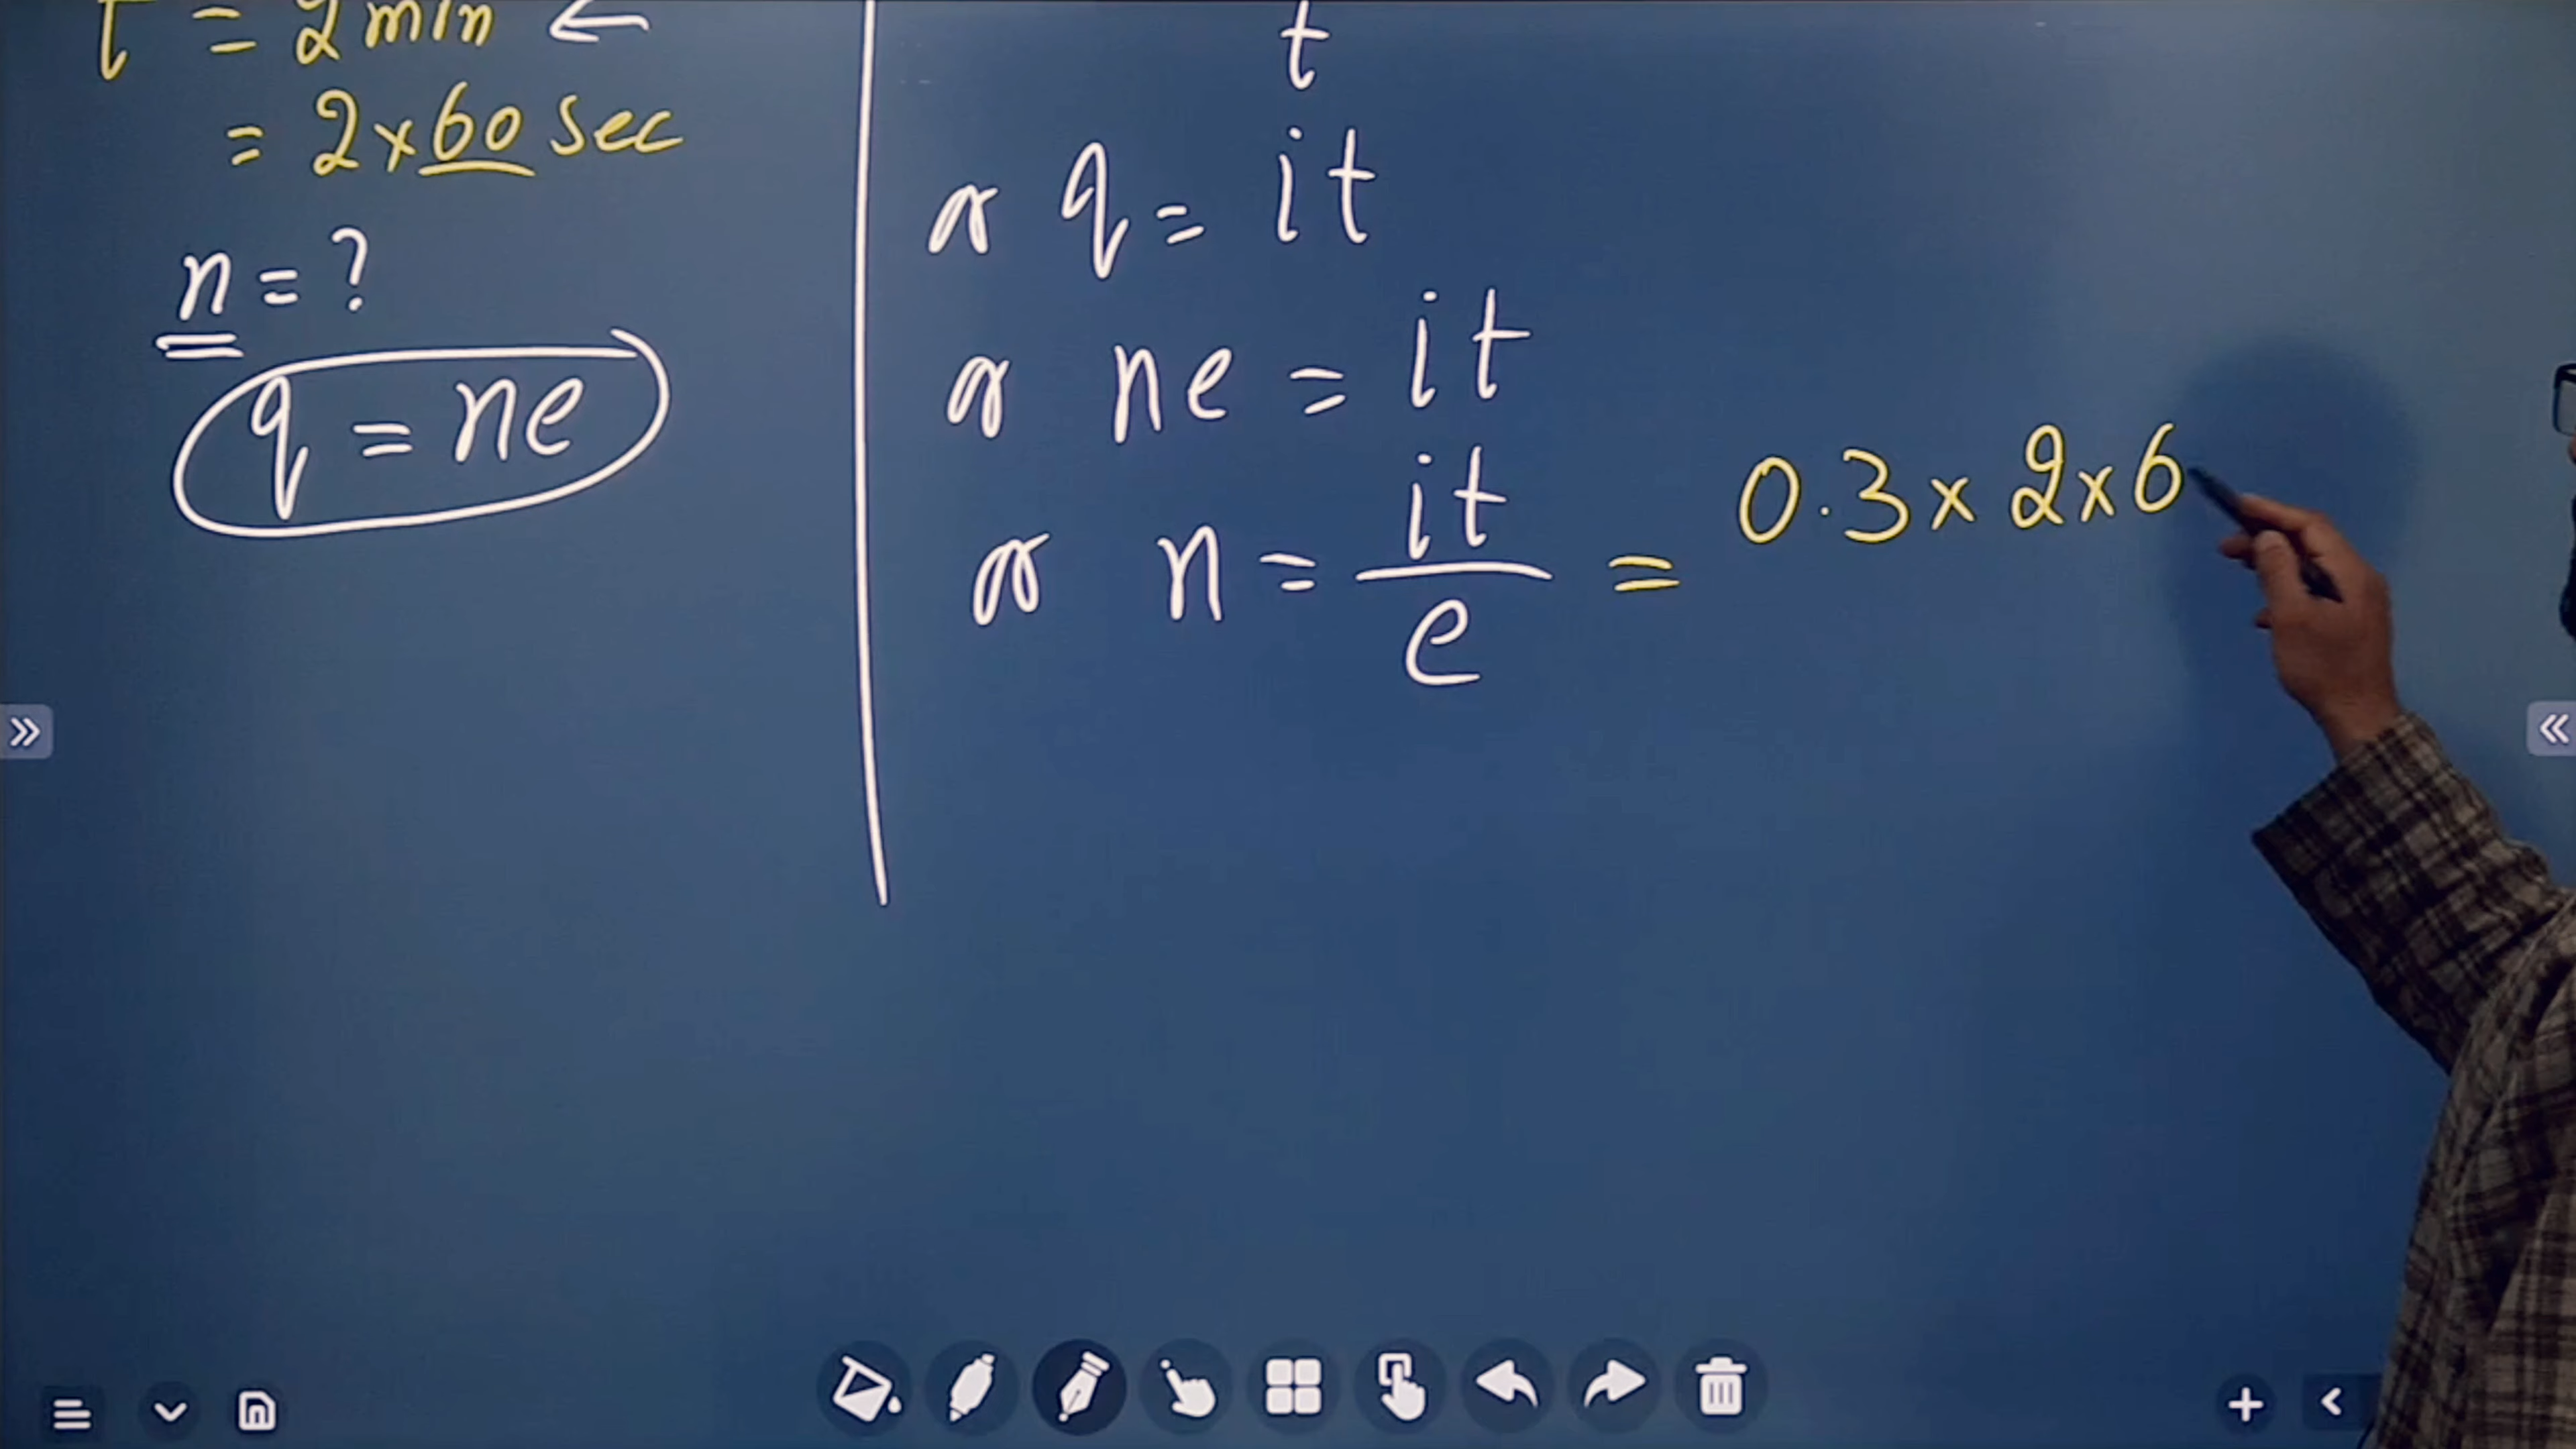 t = 2 min ←
= 2 × 60 sec
n = ?
q = ne
t
or q = it
or ne = it
or n = it/e = 0.3 × 2 × 6